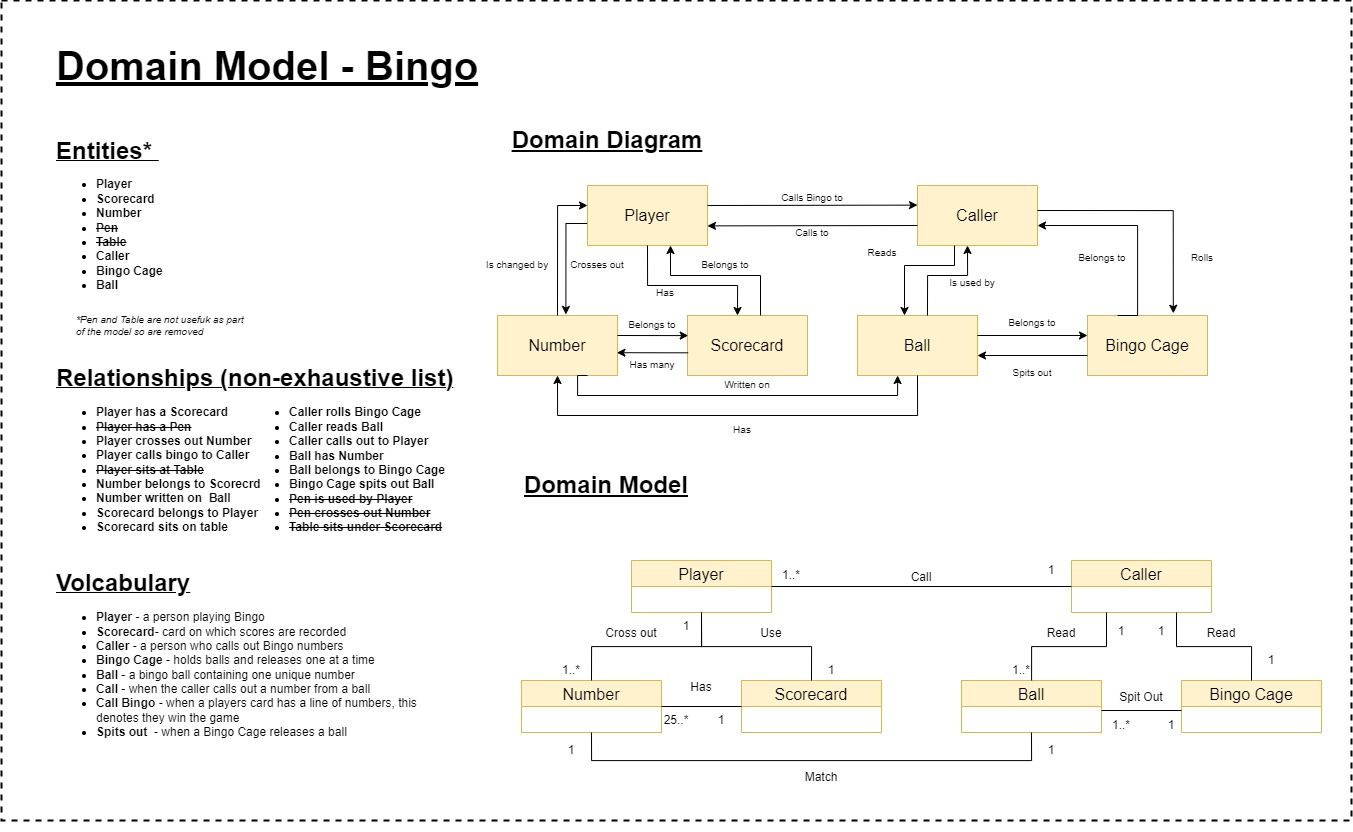 Domain Model - Bingo
Entities*
Player
Scorecard
Number
Pen
Table
Caller
Bingo Cage
Ball
*Pen and Table are not usefuk as part
of the model so are removed
Relationships (non-exhaustive list)
Player has a Scorecard
Player has a Pen
Player crosses out Number
Player calls bingo to Caller
Player sits at Table
Number belongs to Scorecrd
Number written on Ball
Scorecard belongs to Player
Scorecard sits on table
Caller rolls Bingo Cage
Caller reads Ball
Caller calls out to Player
Ball has Number
Ball belongs to Bingo Cage
Bingo Cage spits out Ball
Pen is used by Player
Pen crosses out Number
Table sits under Scorecard
Volcabulary
Player - a person playing Bingo
Scorecard- card on which scores are recorded
Caller - a person who calls out Bingo numbers
Bingo Cage - holds balls and releases one at a time
Ball - a bingo ball containing one unique number
Call - when the caller calls out a number from a ball
Call Bingo - when a players card has a line of numbers, this
denotes they win the game
Spits out - when a Bingo Cage releases a ball
Domain Diagram
Player
Calls Bingo to
Caller
Calls to
Is changed by
Crosses out
Belongs to
Has
Reads
Is used by
Belongs to
Rolls
Number
Belongs to
Scorecard
Has many
Ball
Belongs to
Bingo Cage
Spits out
Written on
Has
Domain Model
Player
1..*
Call
1
Caller
1
Cross out
Use
1..*
1
Read
1
1
Read
1..*
1
Number
Has
Scorecard
25..*
1
Ball
Spit Out
Bingo Cage
1..*
1
1
1
Match